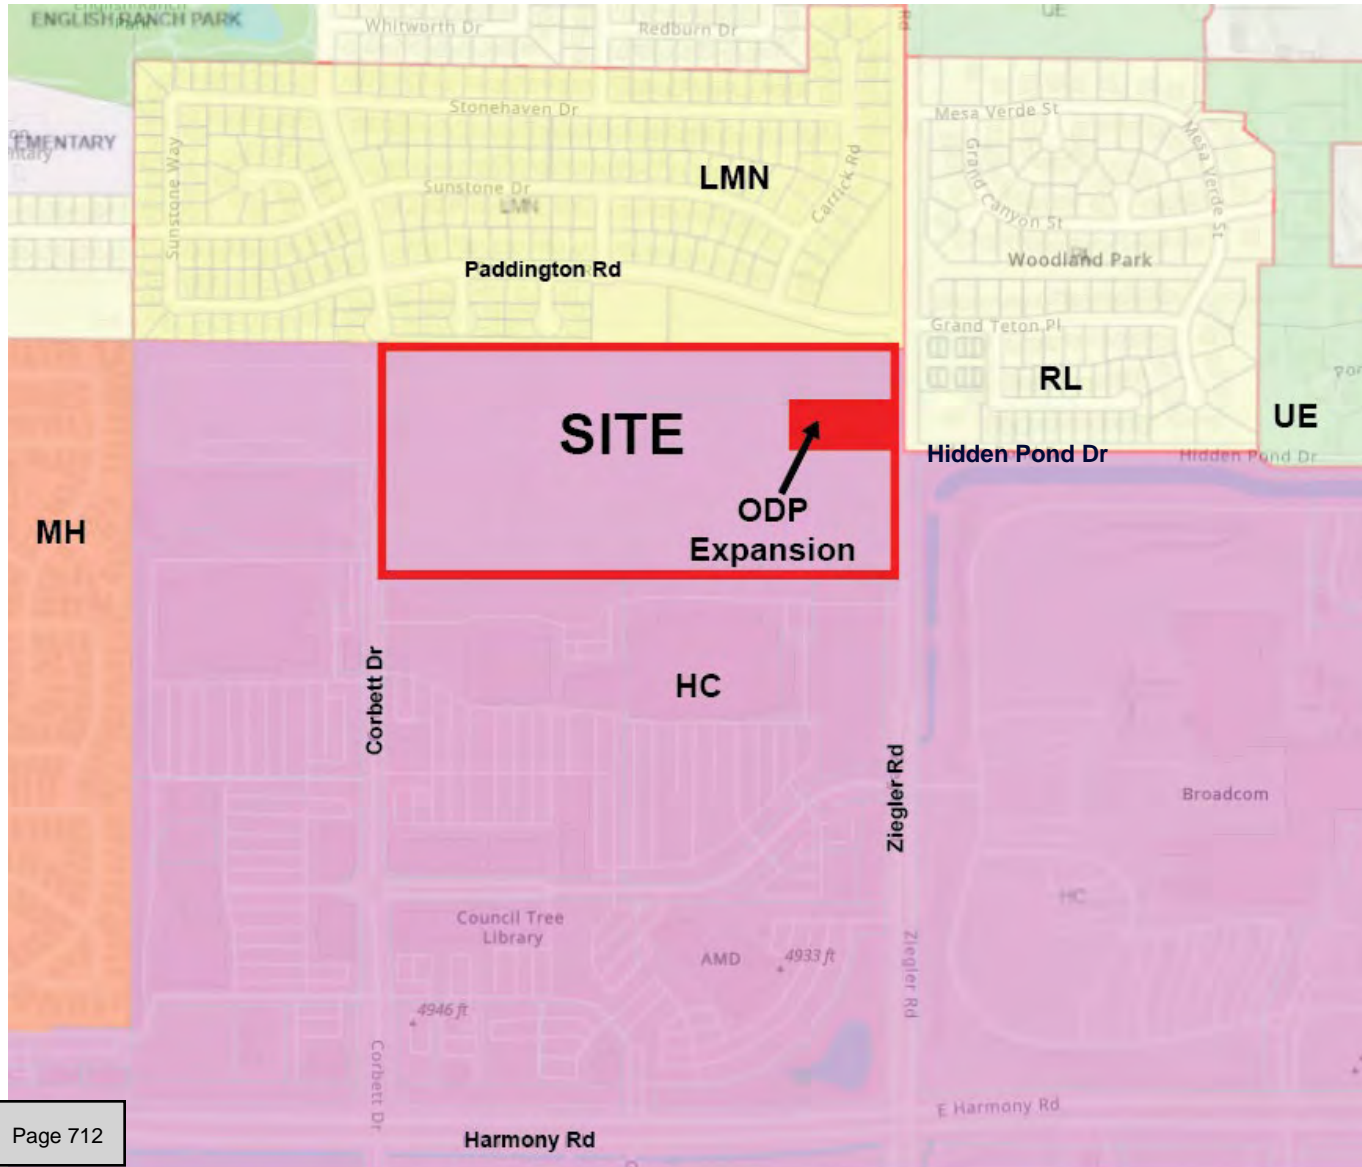 ENGLISH RANCH PARK
Whitworth Dr
Redburn Dr
Rd
UE
Stonehaven Dr
Mesa Verde St
Carrick Rd
EMENTARY
Sunstone Way
LMN
Sunstone Dr
LMN
Grand Canyon St
Mesa Verde St
Paddington Rd
Woodland Park
Grand Teton Pl
RL
SITE
UE
Hidden Pond Dr
Hidden Pond Dr
ODP
Expansion
MH
HC
Corbett Dr
Ziegler Rd
Broadcom
HC
Council Tree
Library
AMD
4933 ft
Ziegler Rd
4946 ft
Corbett Dr
E Harmony Rd
Page 712
Harmony Rd